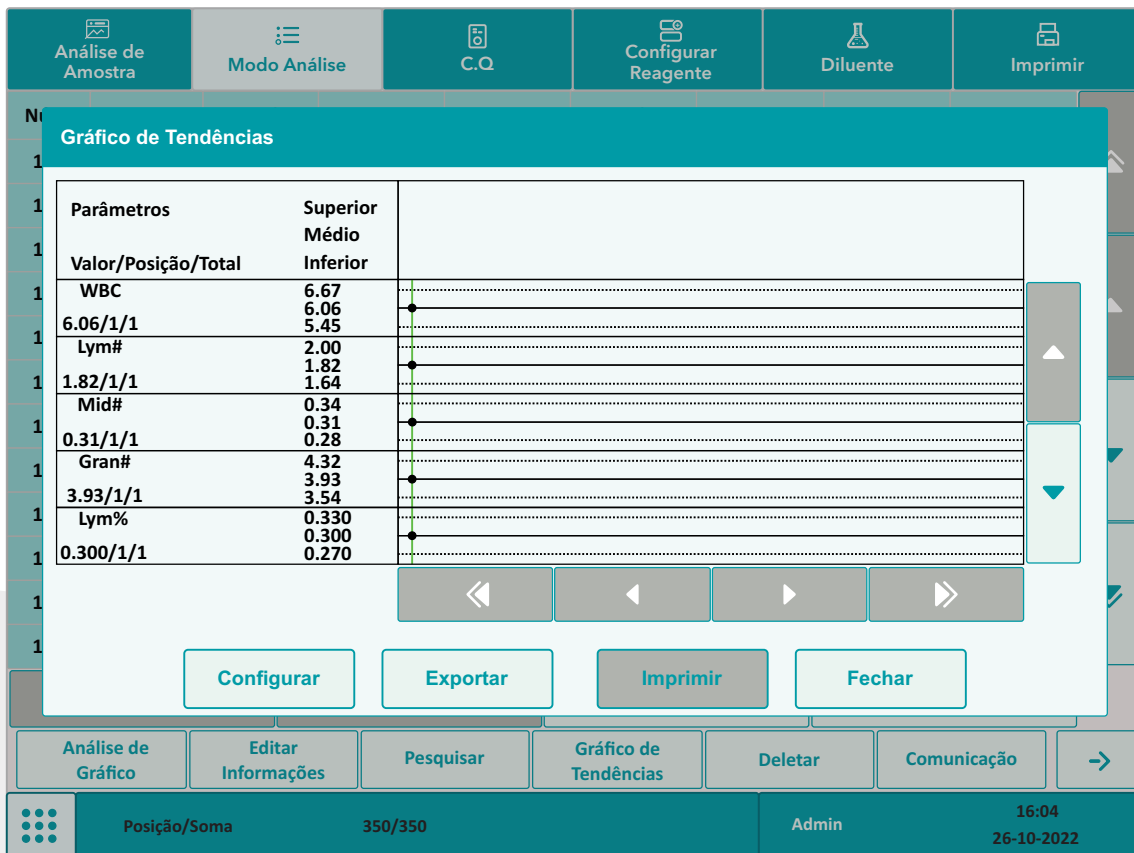 Análise de
Amostra
Modo Análise
C.Q
Configurar
Reagente
Diluente
Imprimir
Gráfico de Tendências
Parâmetros
Superior
Médio
Valor/Posição/Total
Inferior
WBC
6.67
6.06
6.06/1/1
5.45
Lym#
2.00
1.82
1.82/1/1
1.64
Mid#
0.34
0.31
0.31/1/1
0.28
Gran#
4.32
3.93
3.93/1/1
3.54
Lym%
0.330
0.300
0.300/1/1
0.270
Configurar
Exportar
Imprimir
Fechar
Análise de
Gráfico
Editar
Informações
Pesquisar
Gráfico de
Tendências
Deletar
Comunicação
Posição/Soma
350/350
Admin
16:04
26-10-2022